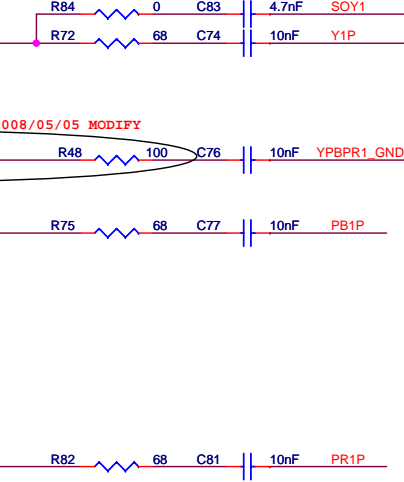 R84 0 C83 4.7nF SOY1
R72 68 C74 10nF Y1P
008/05/05 MODIFY
R48 100 C76 10nF YPBPR1_GND
R75 68 C77 10nF PB1P
R82 68 C81 10nF PR1P